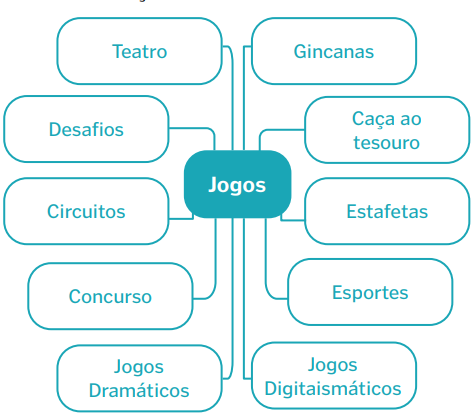 Teatro
Gincanas
Desafios
Caça ao
tesouro
Jogos
Circuitos
Estafetas
Concurso
Esportes
Jogos
Dramáticos
Jogos
Digitaismáticos